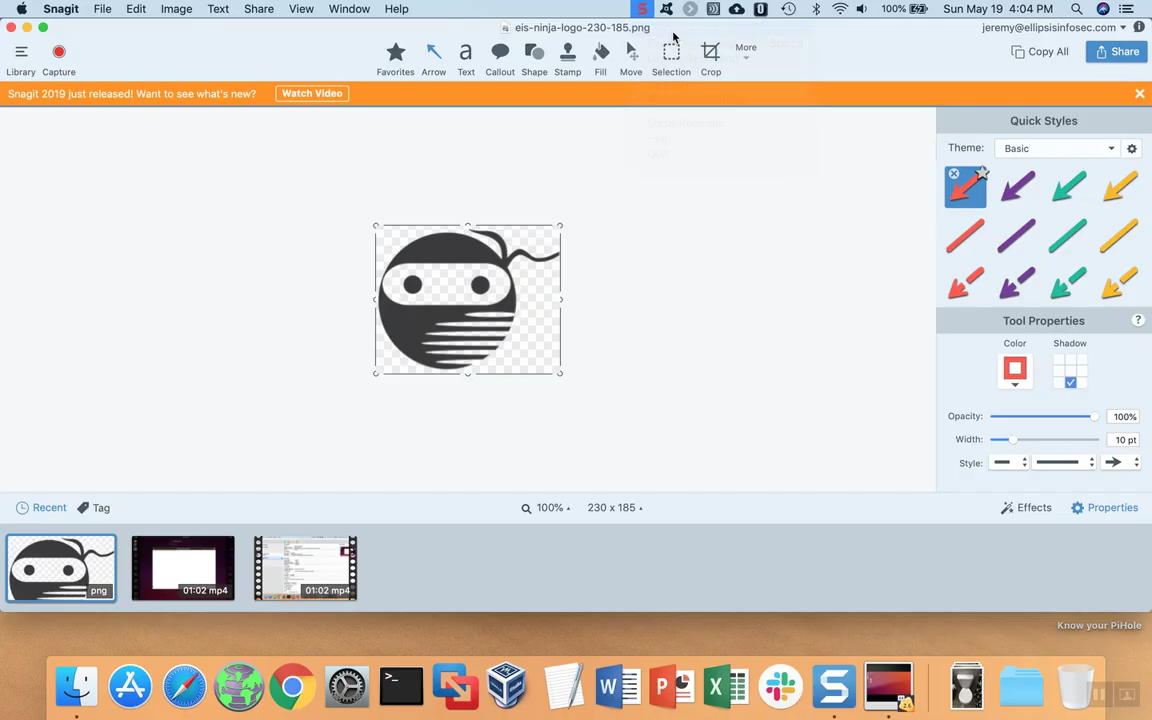 Snagit File Edit Image Text Share View Window Help 100% Sun May 19 4:04 PM
eis-ninja-logo-230-185.png jeremy@ellipsisinfosec.com
Library Capture Favorites Arrow Text Callout Shape Stamp Fill Move Selection Crop More Copy All Share
Snagit 2019 just released! Want to see what's new? Watch Video
Quick Styles
Theme: Basic
Tool Properties ?
Color Shadow
Opacity: 100%
Width: 10 pt
Style:
Recent Tag 100% 230 x 185 Effects Properties
png 01:02 mp4 01:02 mp4
Know your PiHole